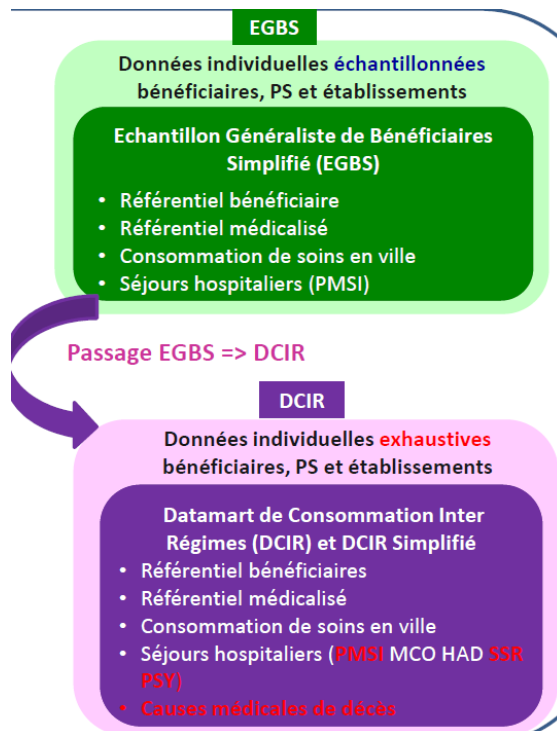 EGBS
Données individuelles échantillonnées
bénéficiaires, PS et établissements
Echantillon Généraliste de Bénéficiaires
Simplifié (EGBS)
• Référentiel bénéficiaire
• Référentiel médicalisé
• Consommation de soins en ville
• Séjours hospitaliers (PMSI)
Passage EGBS => DCIR
DCIR
Données individuelles exhaustives
bénéficiaires, PS et établissements
Datamart de Consommation Inter
Régimes (DCIR) et DCIR Simplifié
• Référentiel bénéficiaires
• Référentiel médicalisé
• Consommation de soins en ville
• Séjours hospitaliers (PMSI MCO HAD SSR
PSY)
• Causes médicales de décès